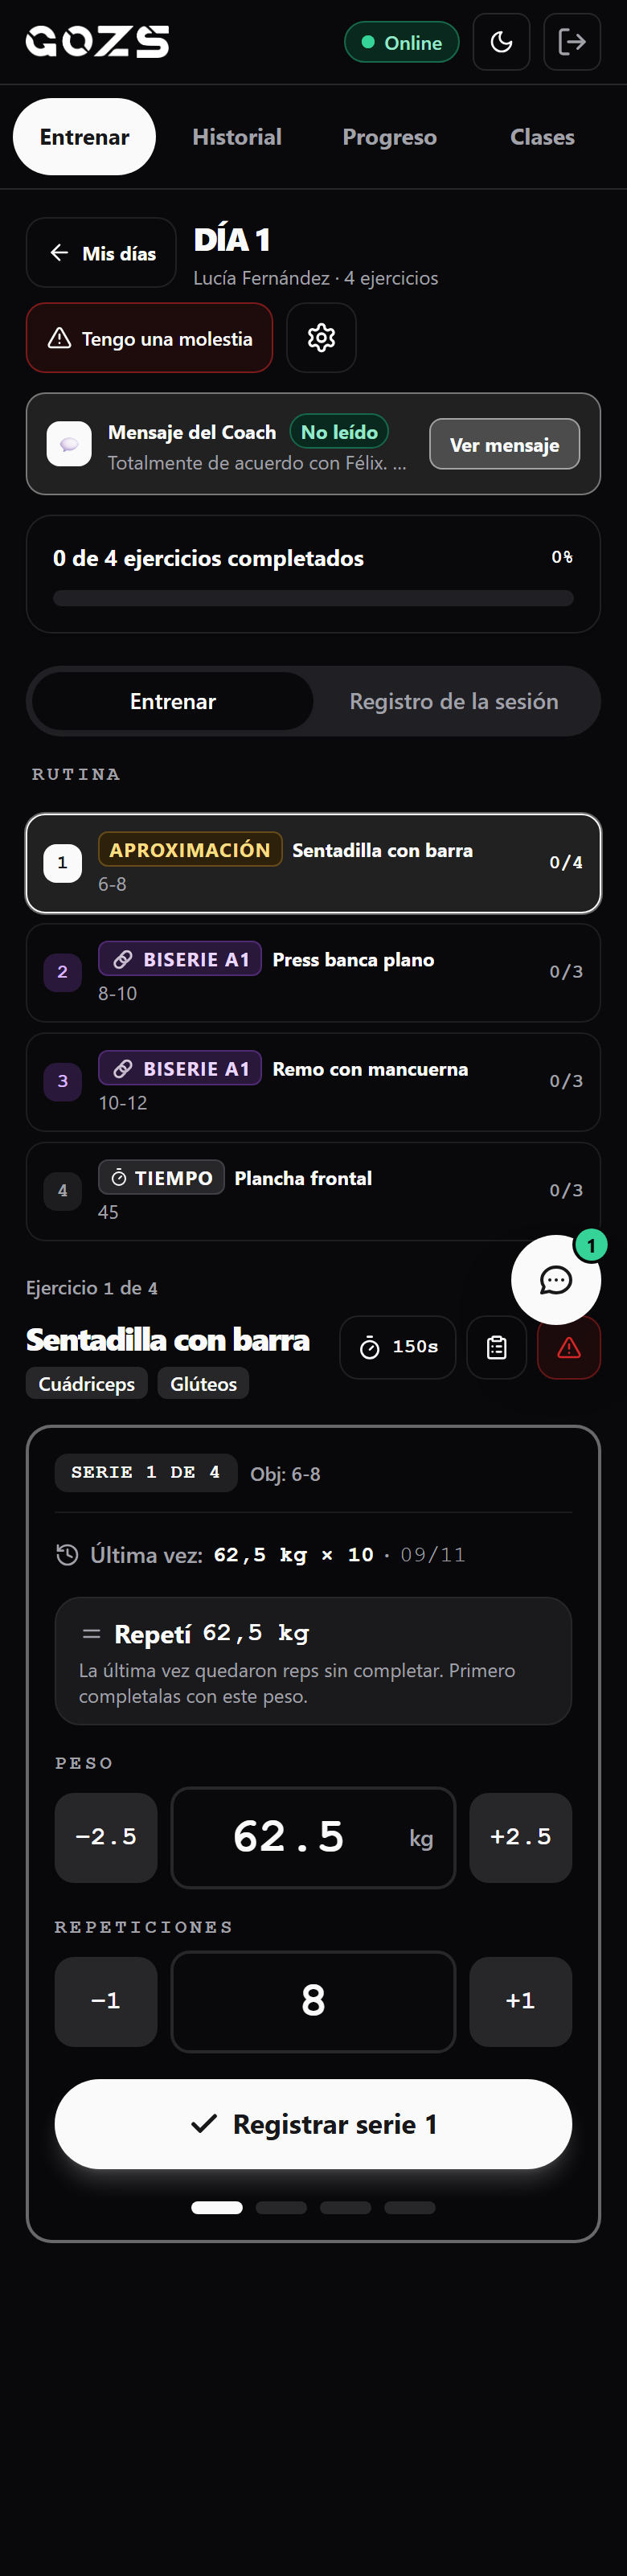 GOZS
Online
Entrenar
Historial
Progreso
Clases
Mis días
DÍA 1
Lucía Fernández · 4 ejercicios
Tengo una molestia
Mensaje del Coach
No leído
Totalmente de acuerdo con Félix. ...
Ver mensaje
0 de 4 ejercicios completados
0%
Entrenar
Registro de la sesión
RUTINA
1
APROXIMACIÓN
Sentadilla con barra
6-8
0/4
2
BISERIE A1
Press banca plano
8-10
0/3
3
BISERIE A1
Remo con mancuerna
10-12
0/3
4
TIEMPO
Plancha frontal
45
0/3
1
Ejercicio 1 de 4
Sentadilla con barra
150s
Cuádriceps
Glúteos
SERIE 1 DE 4
Obj: 6-8
Última vez: 62,5 kg × 10 · 09/11
= Repetí 62,5 kg
La última vez quedaron reps sin completar. Primero
completalas con este peso.
PESO
−2.5
62.5
kg
+2.5
REPETICIONES
−1
8
+1
Registrar serie 1